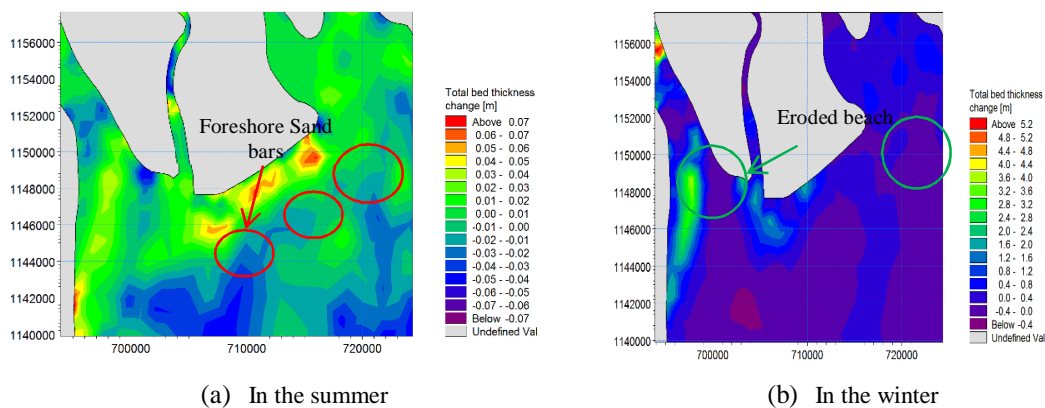 1156000
1154000
1152000
1150000
1148000
1146000
1144000
1142000
1140000
700000
710000
720000
Foreshore Sand
bars
Total bed thickness
change [m]
Above 0.07
0.06 - 0.07
0.05 - 0.06
0.04 - 0.05
0.03 - 0.04
0.02 - 0.03
0.01 - 0.02
0.00 - 0.01
-0.01 - 0.00
-0.02 - -0.01
-0.03 - -0.02
-0.04 - -0.03
-0.05 - -0.04
-0.06 - -0.05
-0.07 - -0.06
Below -0.07
Undefined Val
(a) In the summer
1156000
1154000
1152000
1150000
1148000
1146000
1144000
1142000
1140000
700000
710000
720000
Eroded beach
Total bed thickness
change [m]
Above 5.2
4.8 - 5.2
4.4 - 4.8
4.0 - 4.4
3.6 - 4.0
3.2 - 3.6
2.8 - 3.2
2.4 - 2.8
2.0 - 2.4
1.6 - 2.0
1.2 - 1.6
0.8 - 1.2
0.4 - 0.8
0.0 - 0.4
-0.4 - 0.0
Below -0.4
Undefined Val
(b) In the winter